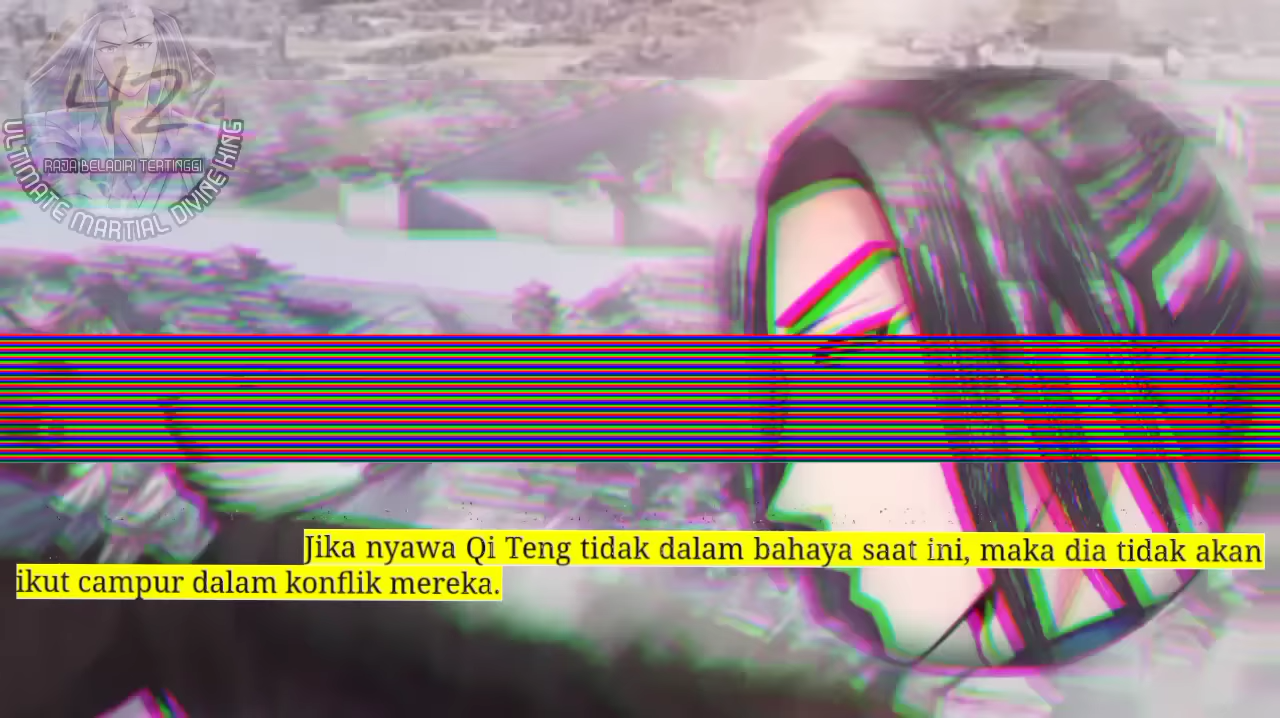 42
RAJA BELADIRI TERTINGGI
ULTIMATE MARTIAL DIVINE KING
Jika nyawa Qi Teng tidak dalam bahaya saat ini, maka dia tidak akan
ikut campur dalam konflik mereka.